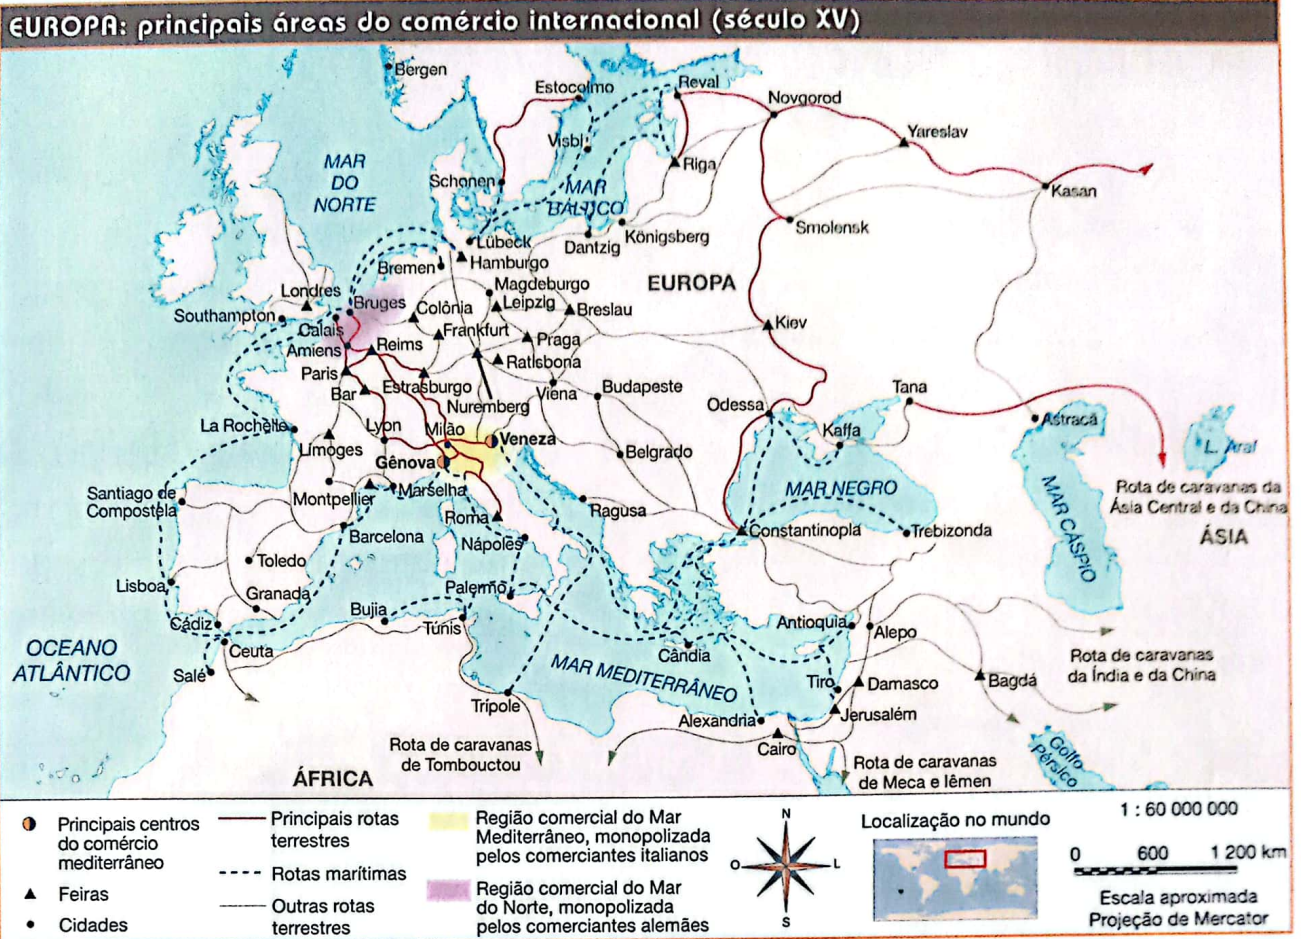 EUROPA: principais áreas do comércio internacional (século XV)
Bergen
Estocolmo
Reval
Novgorod
Yareslav
Visbi
Riga
Kasan
MAR
DO
NORTE
Schonen
MAR
BÁLTICO
Smolensk
Lübeck
Dantzig
Königsberg
Bremen
Hamburgo
EUROPA
Londres
Bruges
Magdeburgo
Leipzig
Colônia
Breslau
Southampton
Calais
Frankfurt
Kiev
Amiens
Reims
Praga
Ratisbona
Paris
Estrasburgo
Viena
Budapeste
Tana
Bar
Nuremberg
Odessa
Astracã
La Rochelle
Lyon
Milão
Veneza
Kaffa
L. Aral
Limoges
Gênova
Belgrado
Santiago de
Compostela
Montpellier
Marselha
MAR NEGRO
MAR CÁSPIO
Rota de caravanas da
Ásia Central e da China
Roma
Ragusa
Constantinopla
Trebizonda
ÁSIA
Barcelona
Nápoles
Toledo
Lisboa
Granada
Palermo
Bujia
Cádiz
Túnis
Antioquia
Alepo
OCEANO
ATLÂNTICO
Ceuta
Cândia
Rota de caravanas
da Índia e da China
Salé
MAR MEDITERRÂNEO
Tiro
Damasco
Bagdá
Trípole
Alexandria
Jerusalém
Cairo
Golfo
Pérsico
Rota de caravanas
de Tombouctou
Rota de caravanas
de Meca e Iêmen
ÁFRICA
Principais centros
do comércio
mediterrâneo
Feiras
Cidades
Principais rotas
terrestres
Rotas marítimas
Outras rotas
terrestres
Região comercial do Mar
Mediterrâneo, monopolizada
pelos comerciantes italianos
Região comercial do Mar
do Norte, monopolizada
pelos comerciantes alemães
N
O
L
S
Localização no mundo
1 : 60 000 000
0 600 1 200 km
Escala aproximada
Projeção de Mercator